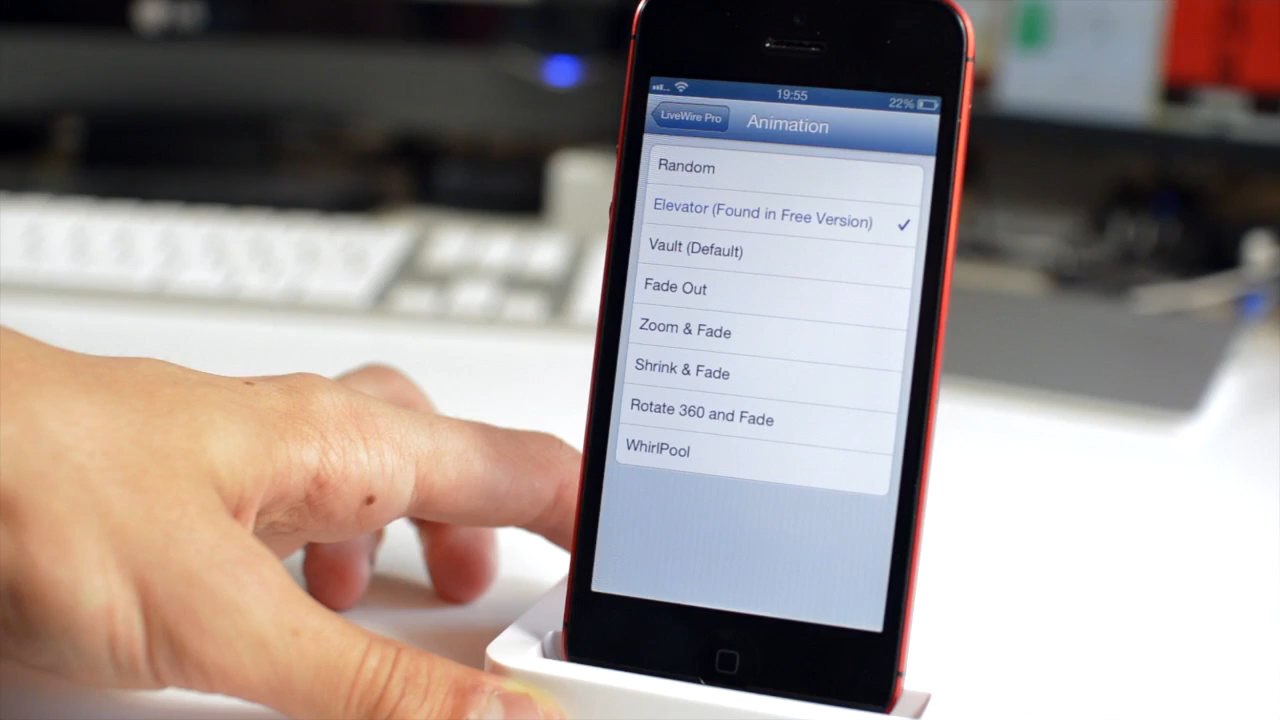 19:55
22%
LiveWire Pro
Animation
Random
Elevator (Found in Free Version)
Vault (Default)
Fade Out
Zoom & Fade
Shrink & Fade
Rotate 360 and Fade
WhirlPool